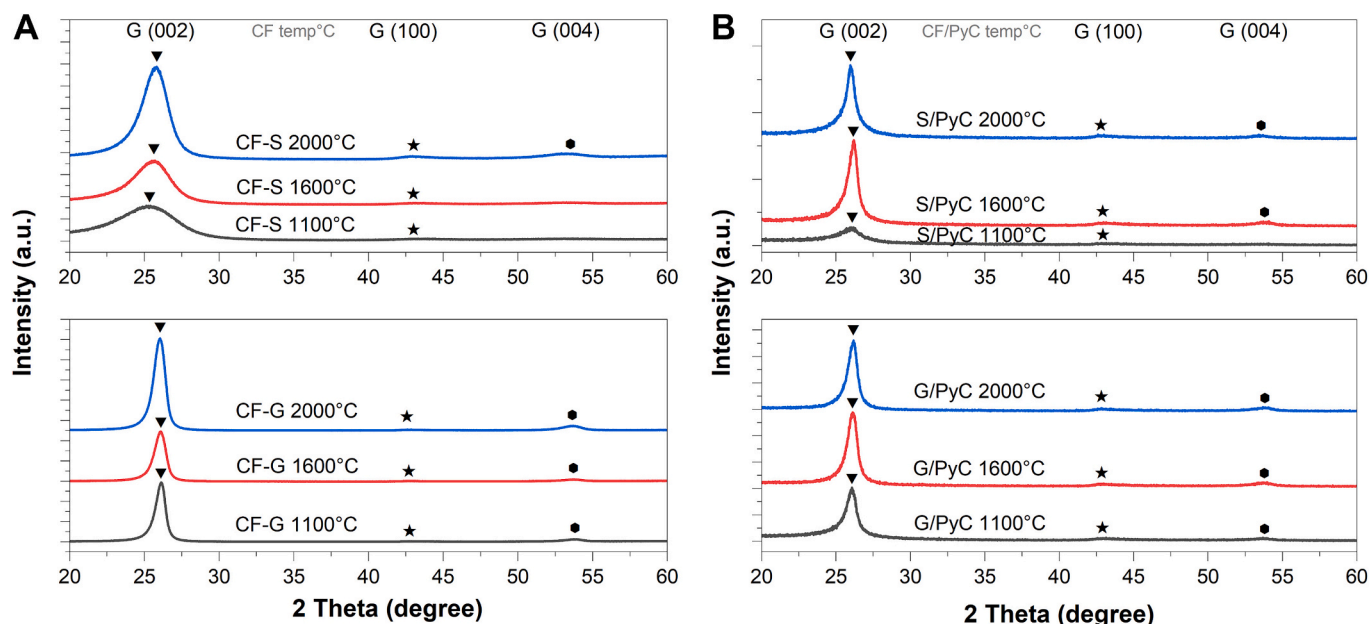 A
G (002) CF temp°C G (100) G (004)
CF-S 2000°C
CF-S 1600°C
CF-S 1100°C
20 25 30 35 40 45 50 55 60
CF-G 2000°C
CF-G 1600°C
CF-G 1100°C
20 25 30 35 40 45 50 55 60
Intensity (a.u.)
2 Theta (degree)
B
G (002) CF/PyC temp°C G (100) G (004)
S/PyC 2000°C
S/PyC 1600°C
S/PyC 1100°C
20 25 30 35 40 45 50 55 60
G/PyC 2000°C
G/PyC 1600°C
G/PyC 1100°C
20 25 30 35 40 45 50 55 60
Intensity (a.u.)
2 Theta (degree)